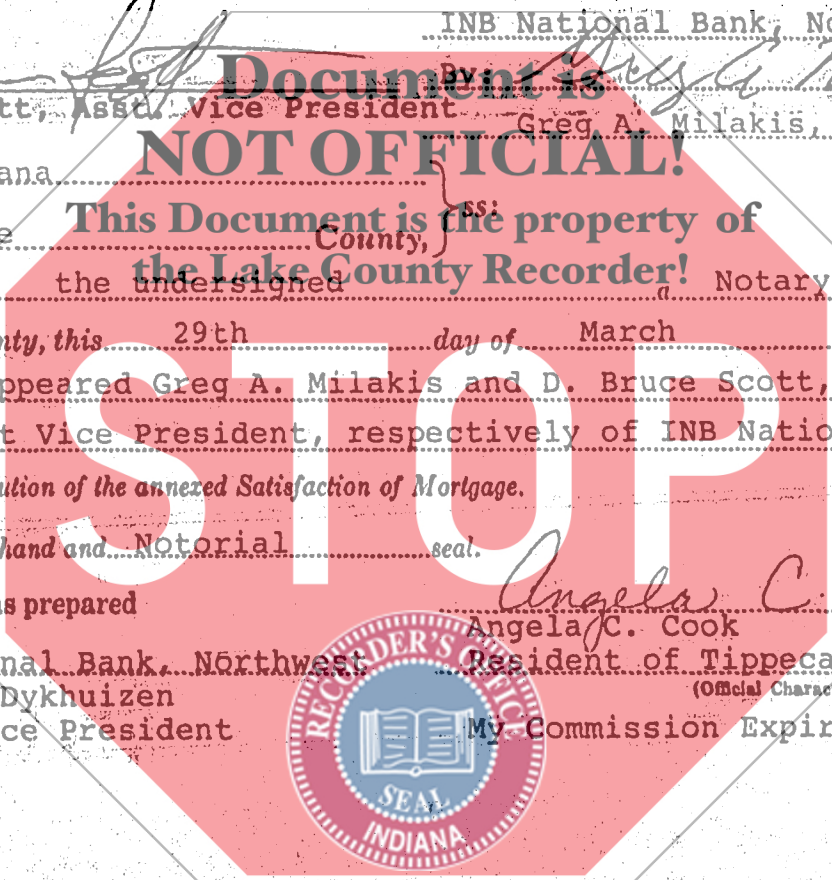 INB National Bank, No
Document is
By:
tt, Asst. Vice President
Greg A. Milakis,
NOT OFFICIAL!
ana
ss:
This Document is the property of
County,
the Lake County Recorder!
the undersigned a Notary
nty, this 29th day of March
ppeared Greg A. Milakis and D. Bruce Scott,
t Vice President, respectively of INB Natio
STOP
ution of the annexed Satisfaction of Mortgage.
hand and Notorial seal.
Angela C.
s prepared
Angela C. Cook
nal Bank, Northwest
Resident of Tippeca
Dykhuizen
(Official Charac
ce President
My Commission Expir
RECORDER'S OFFICE
SEAL
INDIANA